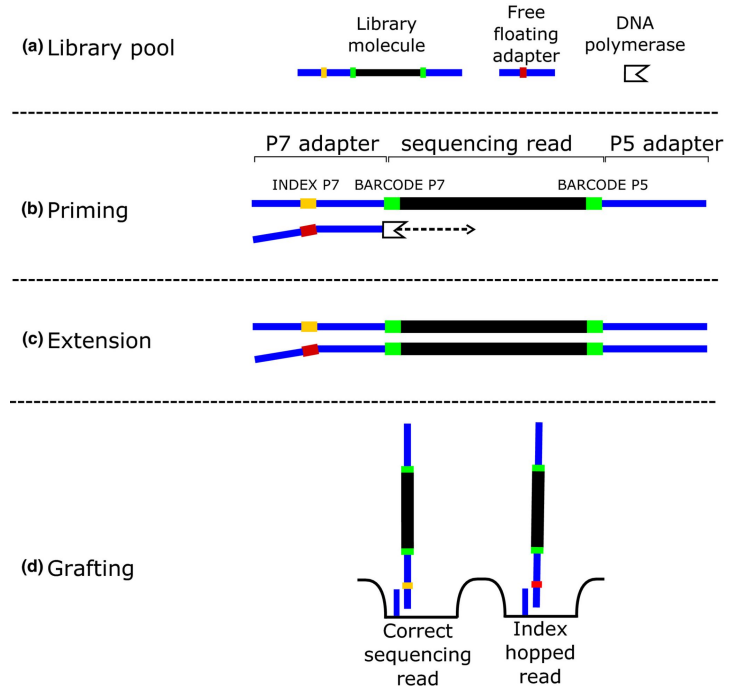 (a) Library pool
Library
molecule
Free
floating
adapter
DNA
polymerase
P7 adapter
sequencing read
P5 adapter
INDEX P7
BARCODE P7
BARCODE P5
(b) Priming
(c) Extension
(d) Grafting
Correct
sequencing
read
Index
hopped
read